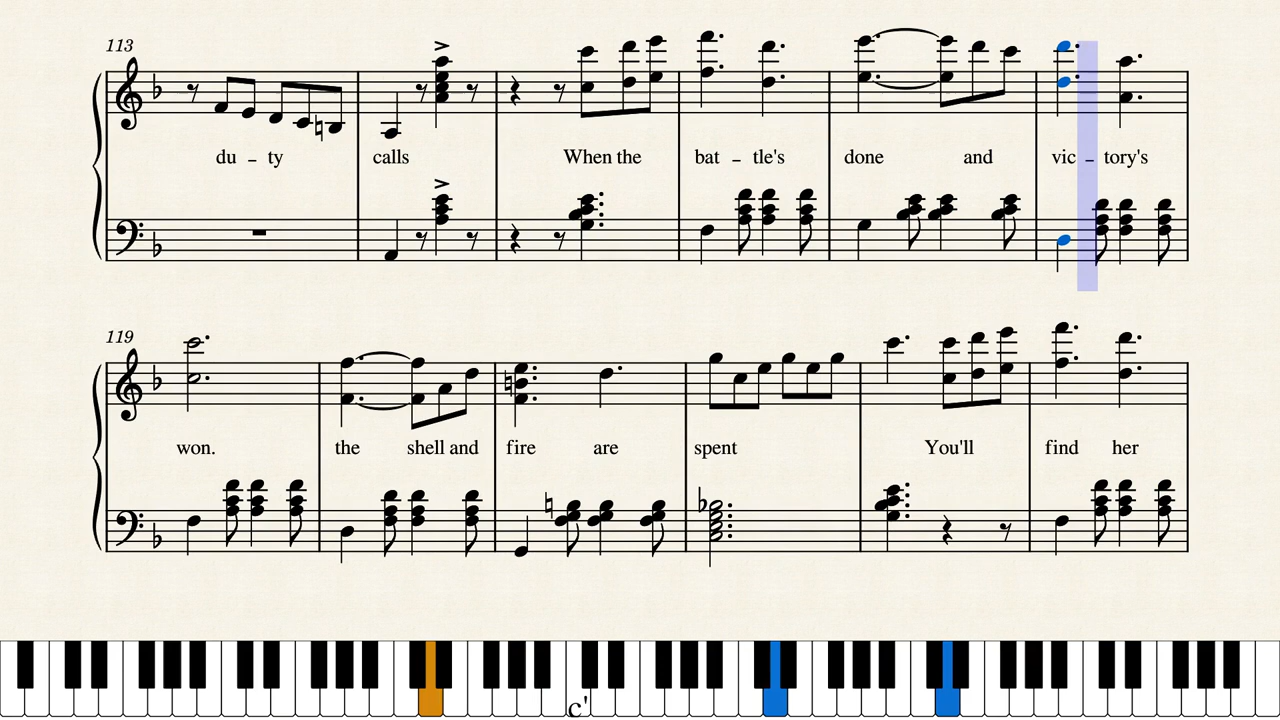 113
du – ty calls When the bat – tle's done and vic – tory's
119
won. the shell and fire are spent You'll find her
c'